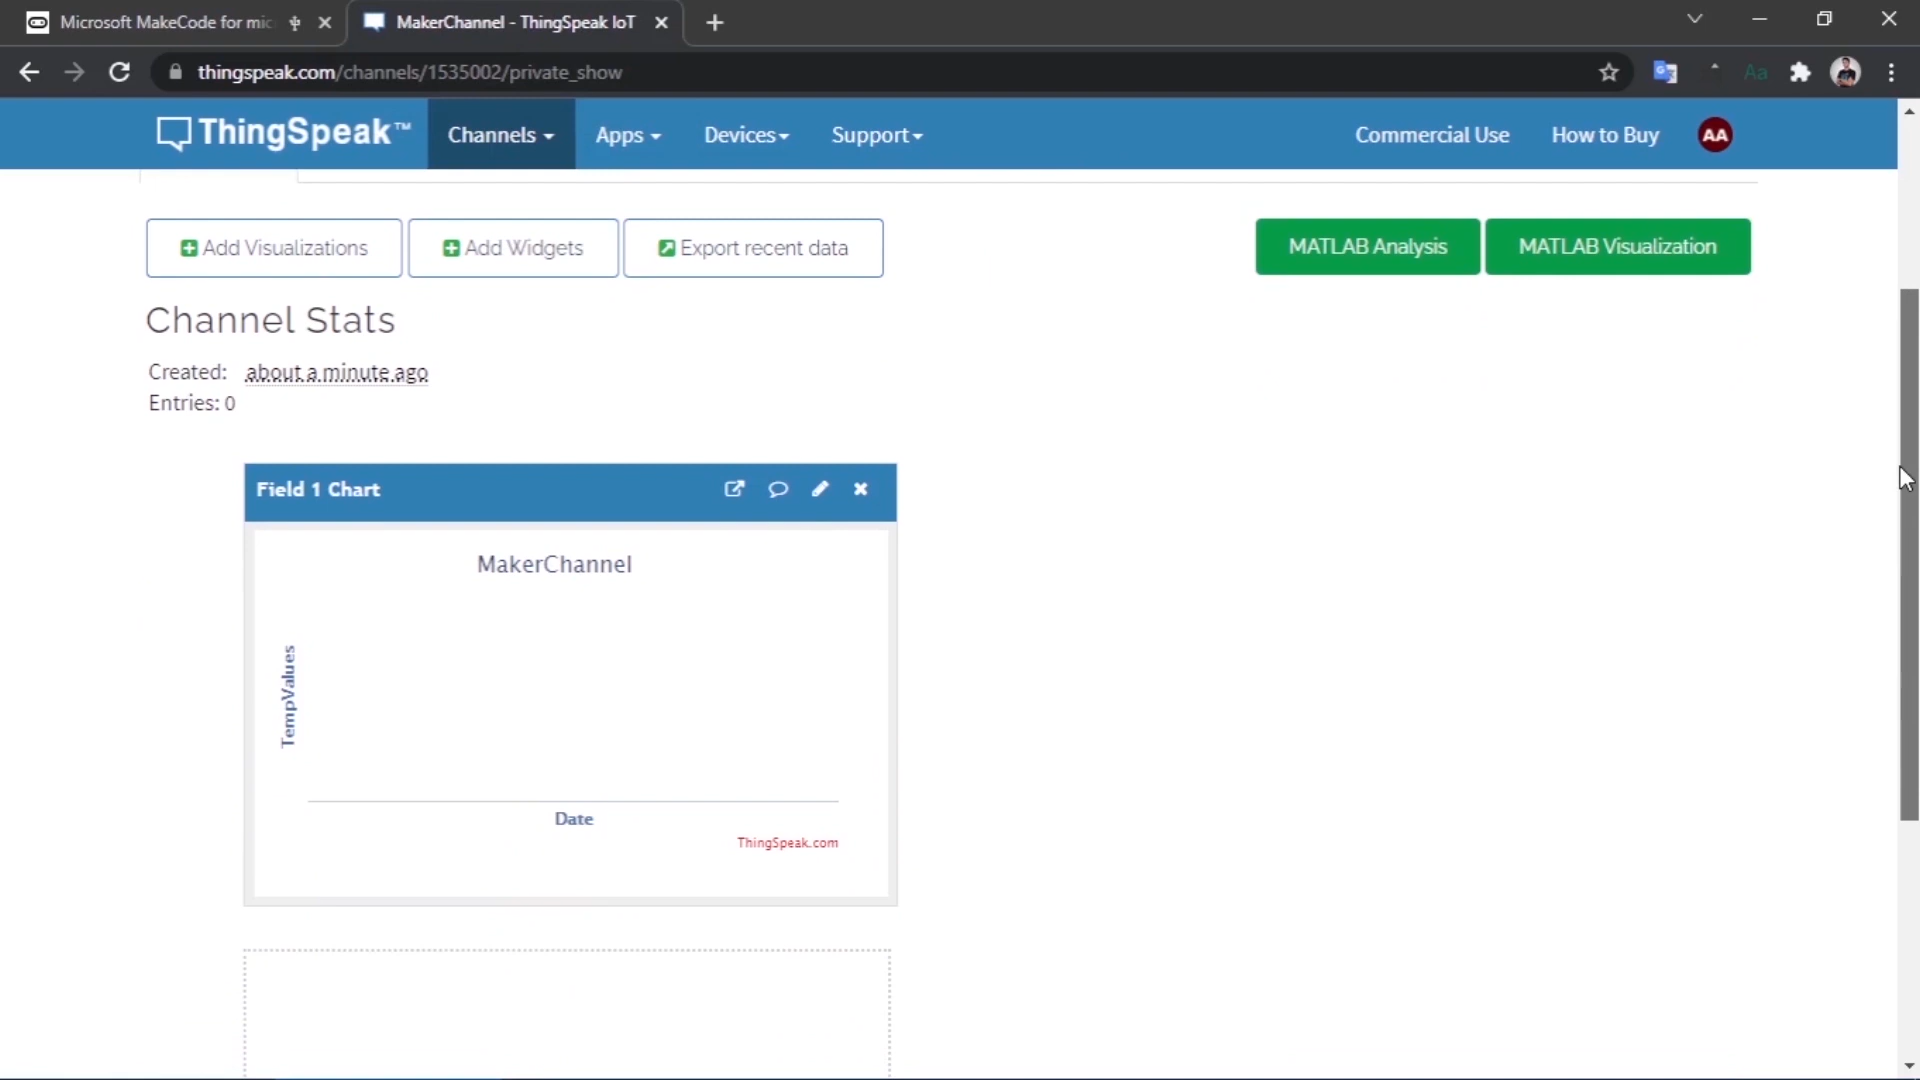 Microsoft MakeCode for mic
MakerChannel - ThingSpeak IoT
thingspeak.com/channels/1535002/private_show
Aa
ThingSpeak™
Channels
Apps
Devices
Support
Commercial Use
How to Buy
AA
Add Visualizations
Add Widgets
Export recent data
MATLAB Analysis
MATLAB Visualization
Channel Stats
Created: about a minute ago
Entries: 0
Field 1 Chart
MakerChannel
TempValues
Date
ThingSpeak.com